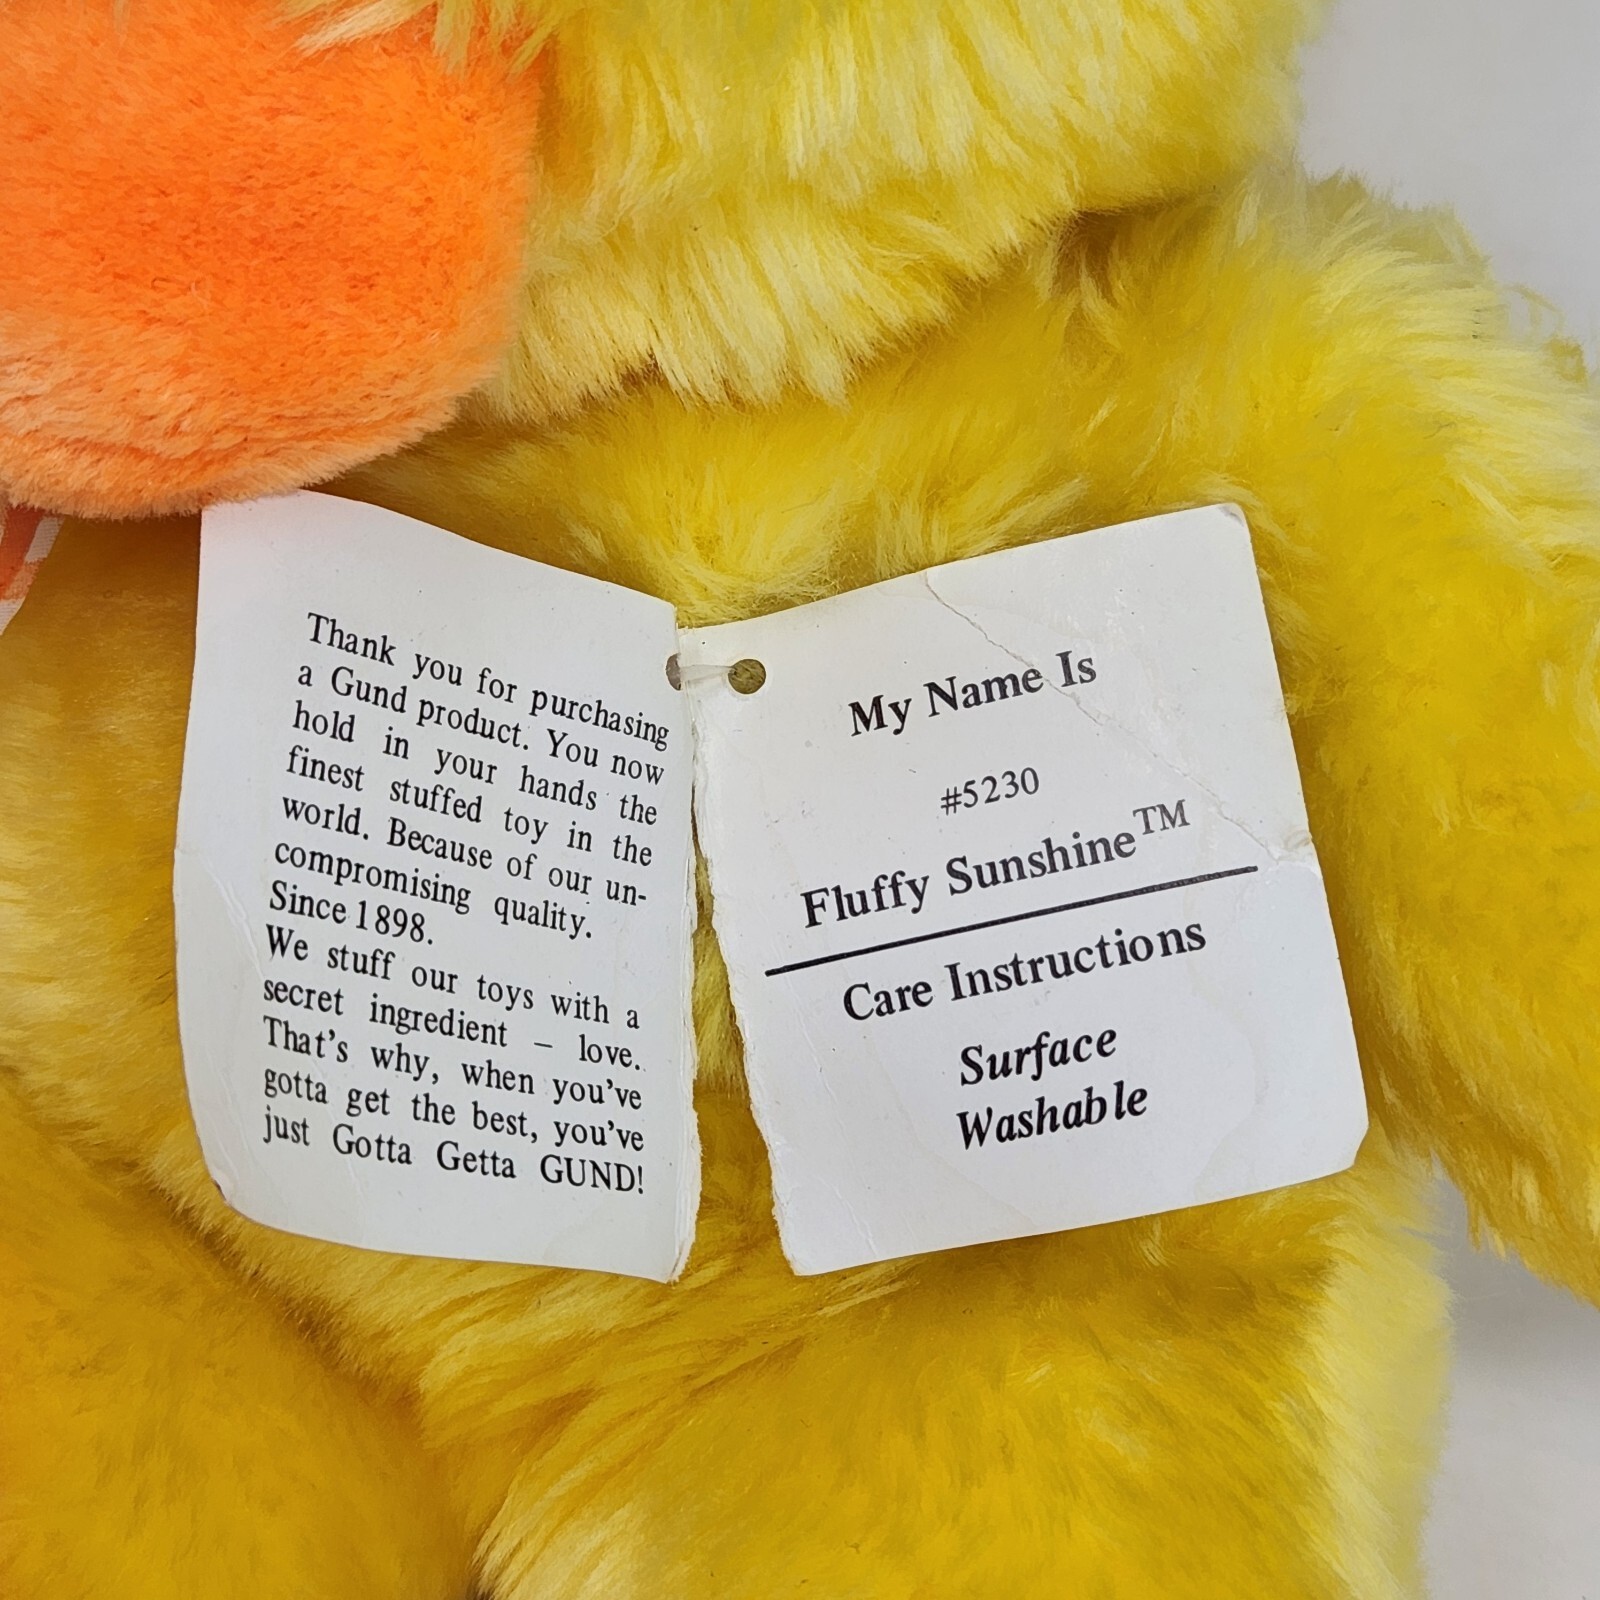 Thank you for purchasing
a Gund product. You now
hold in your hands the
finest stuffed toy in the
world. Because of our un-
compromising quality.
Since 1898.
We stuff our toys with a
secret ingredient – love.
That's why, when you've
gotta get the best, you've
just Gotta Getta GUND!
My Name Is
#5230
Fluffy Sunshine™
Care Instructions
Surface
Washable